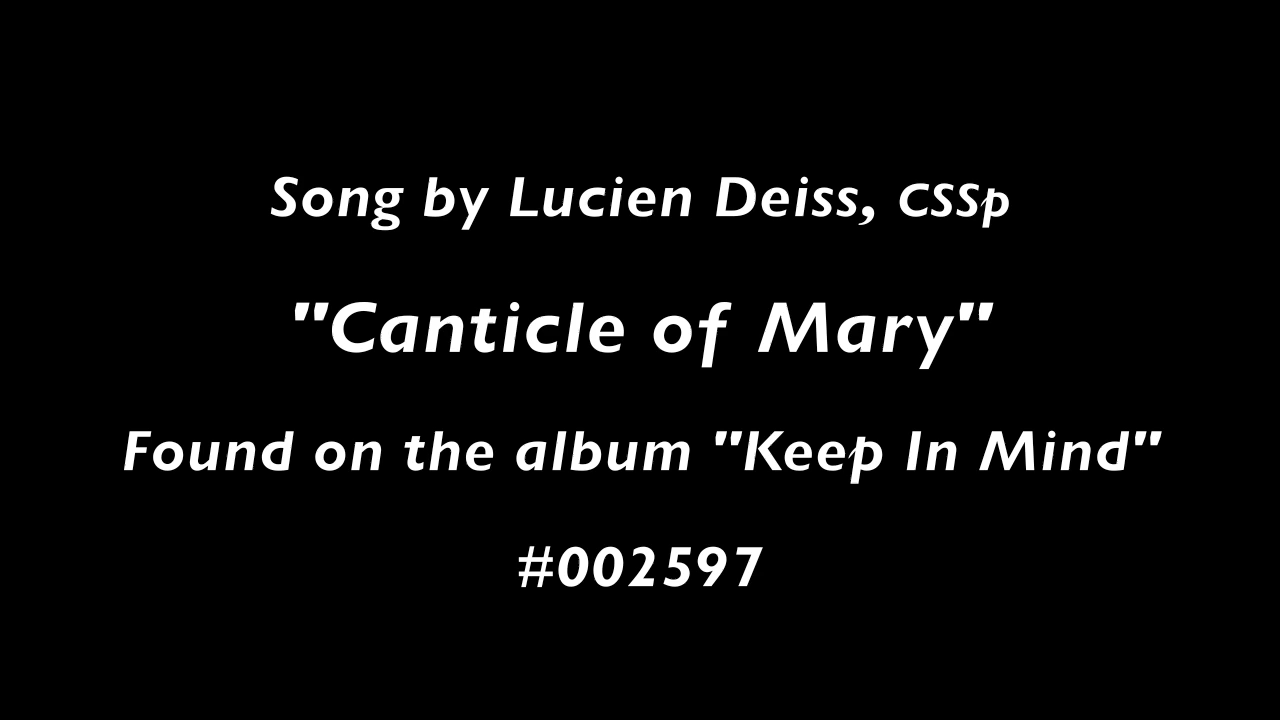 Song by Lucien Deiss, CSSp
"Canticle of Mary"
Found on the album "Keep In Mind"
#002597